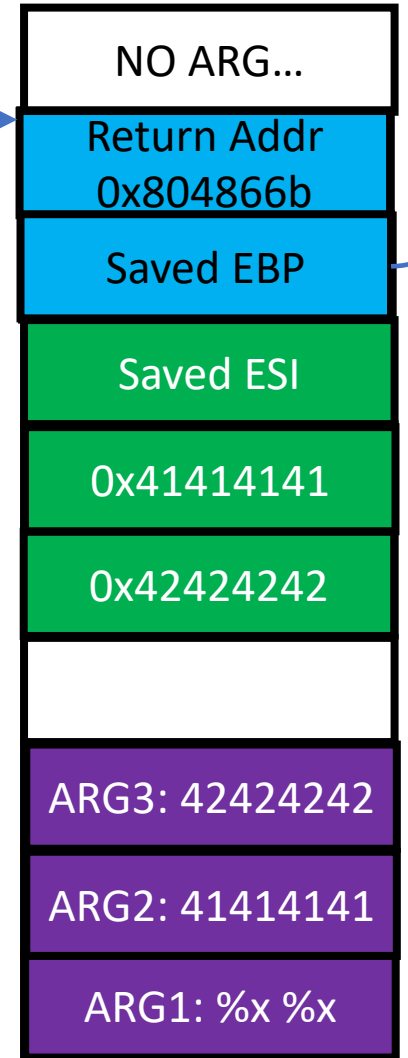 NO ARG…
Return Addr
0x804866b
Saved EBP
Saved ESI
0x41414141
0x42424242
ARG3: 42424242
ARG2: 41414141
ARG1: %x %x